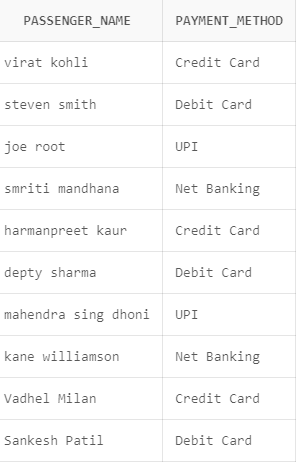 PASSENGER_NAME PAYMENT_METHOD
virat kohli Credit Card
steven smith Debit Card
joe root UPI
smriti mandhana Net Banking
harmanpreet kaur Credit Card
depty sharma Debit Card
mahendra sing dhoni UPI
kane williamson Net Banking
Vadhel Milan Credit Card
Sankesh Patil Debit Card